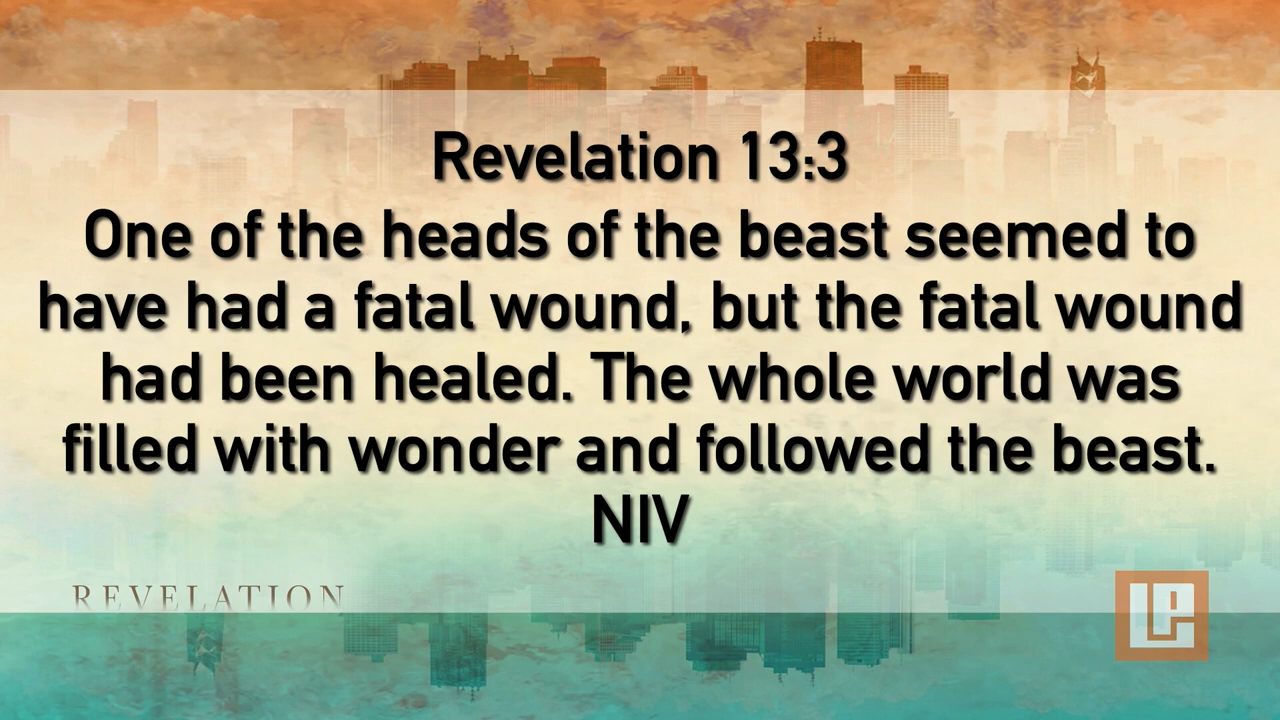 Revelation 13:3
One of the heads of the beast seemed to
have had a fatal wound, but the fatal wound
had been healed. The whole world was
filled with wonder and followed the beast.
NIV
REVELATION
LP